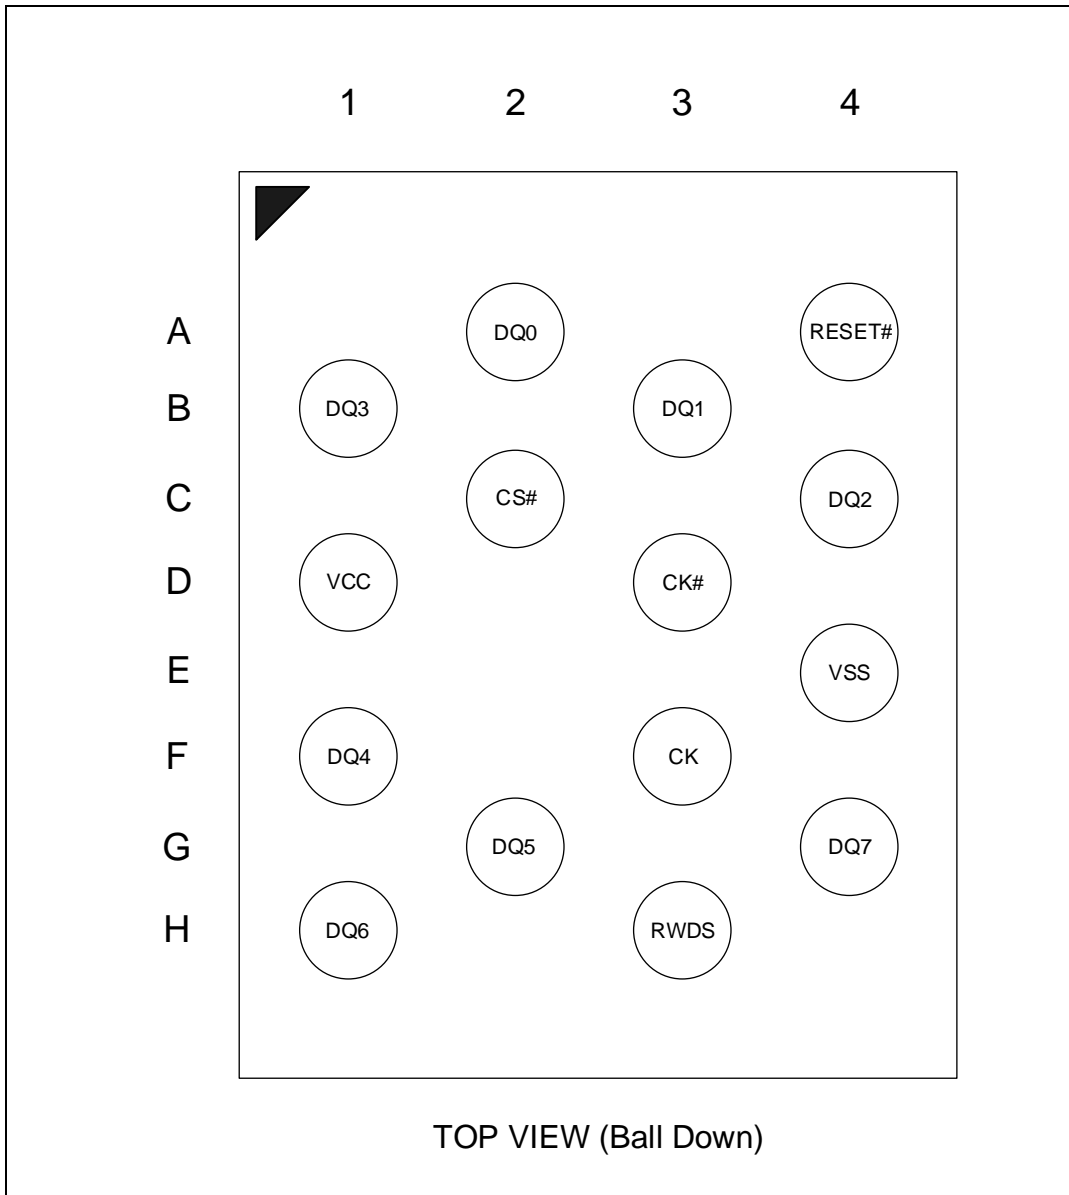 1 2 3 4
A DQ0 RESET#
B DQ3 DQ1
C CS# DQ2
D VCC CK#
E VSS
F DQ4 CK
G DQ5 DQ7
H DQ6 RWDS
TOP VIEW (Ball Down)